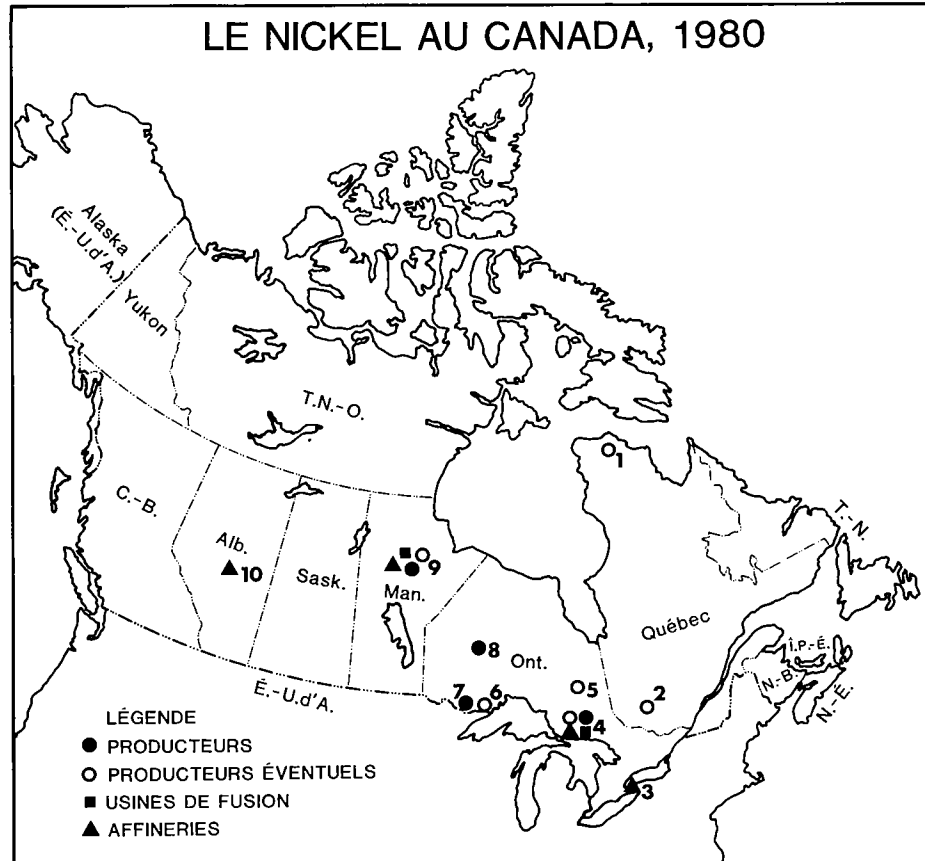 LE NICKEL AU CANADA, 1980
Alaska
(É.-U.d'A.)
Yukon
T.N.-O.
1
C.-B.
Alb.
10
Sask.
9
Man.
T.-N.
Québec
8
Ont.
Î.P.-É.
N.-B.
N.-É.
7
6
5
2
4
É.-U.d'A.
3
LÉGENDE
PRODUCTEURS
PRODUCTEURS ÉVENTUELS
USINES DE FUSION
AFFINERIES